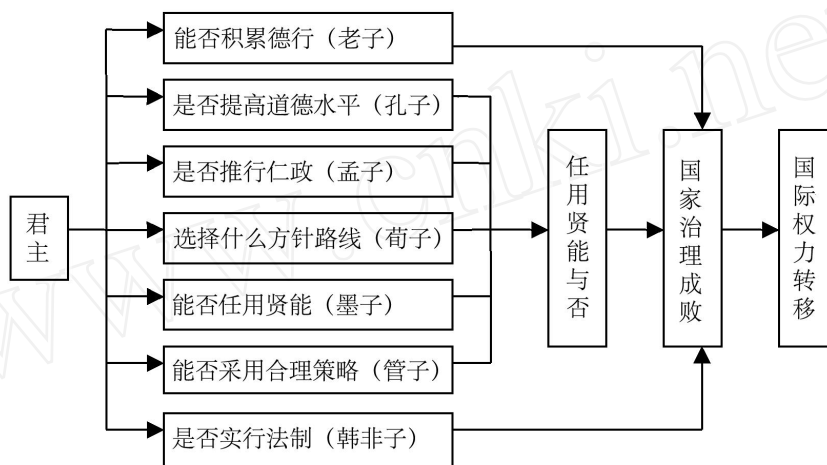 君主
能否积累德行（老子）
是否提高道德水平（孔子）
是否推行仁政（孟子）
选择什么方针路线（荀子）
能否任用贤能（墨子）
能否采用合理策略（管子）
是否实行法制（韩非子）
任用贤能与否
国家治理成败
国际权力转移
www.cnki.net